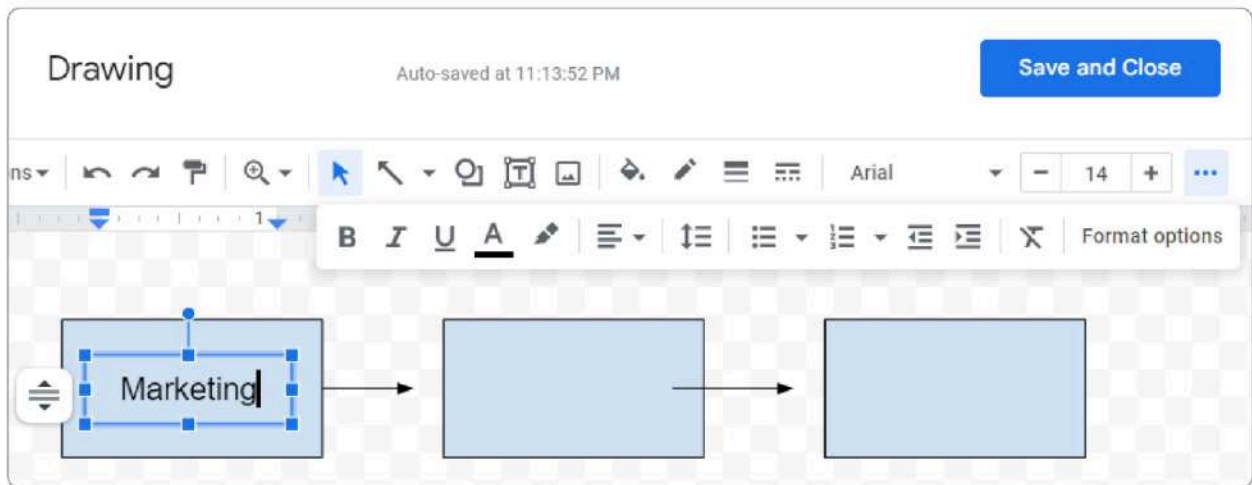 Drawing
Auto-saved at 11:13:52 PM
Save and Close
ns
Arial
14
1
B I U A
Format options
Marketing